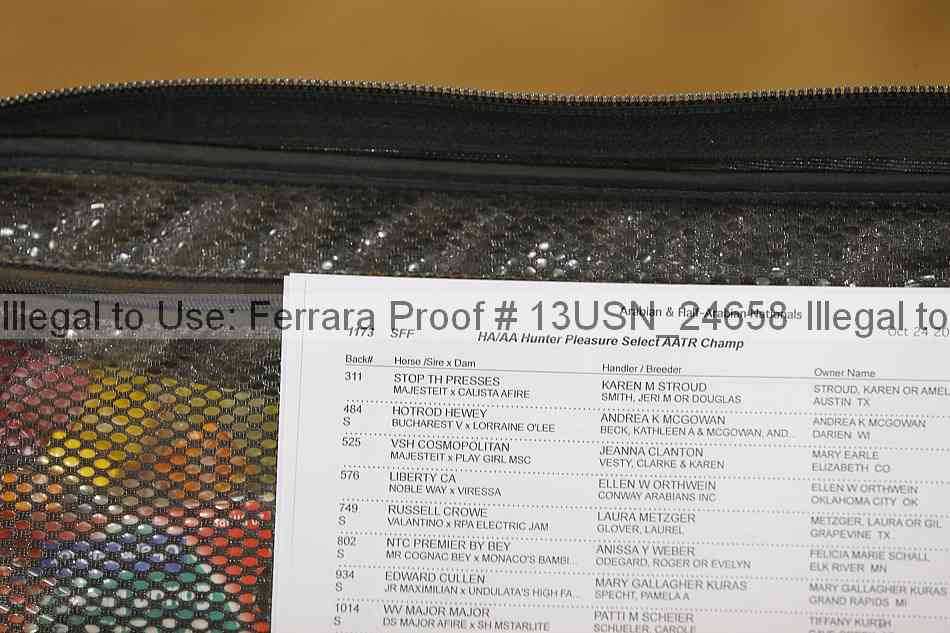 Illegal to Use: Ferrara Proof # 13USN_24658 Illegal to
Arabian & Half-Arabian Nationals
1173 SFF HA/AA Hunter Pleasure Select AATR Champ Oct 24 20
Back# Horse /Sire x Dam Handler / Breeder Owner Name
311 STOP TH PRESSES KAREN M STROUD STROUD, KAREN OR AMEL
MAJESTEIT x CALISTA AFIRE SMITH, JERI M OR DOUGLAS AUSTIN TX
484 HOTROD HEWEY ANDREA K MCGOWAN ANDREA K MCGOWAN
S BUCHAREST V x LORRAINE O'LEE BECK, KATHLEEN A & MCGOWAN, AND... DARIEN WI
525 VSH COSMOPOLITAN JEANNA CLANTON MARY EARLE
MAJESTEIT x PLAY GIRL MSC VESTY, CLARKE & KAREN ELIZABETH CO
576 LIBERTY CA ELLEN W ORTHWEIN ELLEN W ORTHWEIN
NOBLE WAY x VIRESSA CONWAY ARABIANS INC OKLAHOMA CITY OK
749 RUSSELL CROWE LAURA METZGER METZGER, LAURA OR GIL
S VALANTINO x RPA ELECTRIC JAM GLOVER, LAUREL GRAPEVINE TX
802 NTC PREMIER BY BEY ANISSA Y WEBER FELICIA MARIE SCHALL
S MR COGNAC BEY x MONACO'S BAMBI... ODEGARD, ROGER OR EVELYN ELK RIVER MN
934 EDWARD CULLEN MARY GALLAGHER KURAS MARY GALLAGHER KURAS
S JR MAXIMILIAN x UNDULATA'S HIGH FA... SPECHT, PAMELA A GRAND RAPIDS MI
1014 WV MAJOR MAJOR PATTI M SCHEIER TIFFANY KURTH
S DS MAJOR AFIRE x SH MSTARLITE SCHUELER, CAROLE